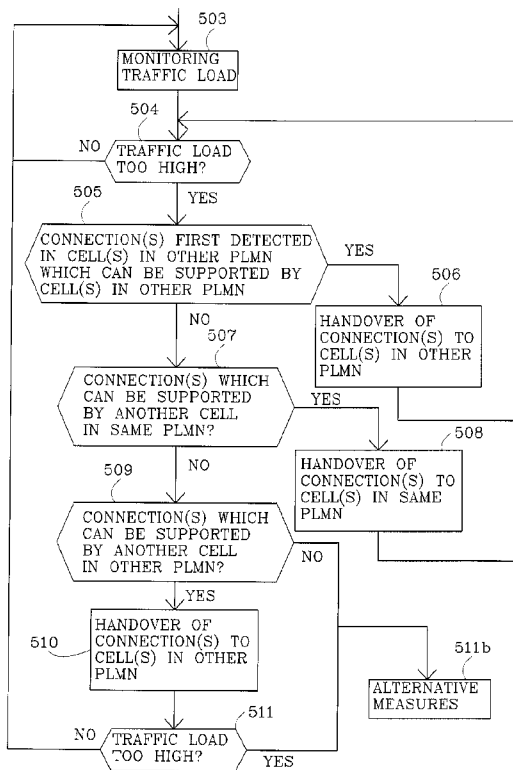 503
MONITORING
TRAFFIC LOAD
504
NO
TRAFFIC LOAD
TOO HIGH?
505
YES
CONNECTION(S) FIRST DETECTED
IN CELL(S) IN OTHER PLMN
WHICH CAN BE SUPPORTED BY
CELL(S) IN OTHER PLMN
YES
506
NO
HANDOVER OF
CONNECTION(S) TO
CELL(S) IN OTHER
PLMN
507
CONNECTION(S) WHICH
CAN BE SUPPORTED
BY ANOTHER CELL
IN SAME PLMN?
YES
508
NO
HANDOVER OF
CONNECTION(S) TO
CELL(S) IN SAME
PLMN
509
CONNECTION(S) WHICH
CAN BE SUPPORTED
BY ANOTHER CELL
IN OTHER PLMN?
NO
YES
510
HANDOVER OF
CONNECTION(S) TO
CELL(S) IN OTHER
PLMN
511b
ALTERNATIVE
MEASURES
511
NO
TRAFFIC LOAD
TOO HIGH?
YES